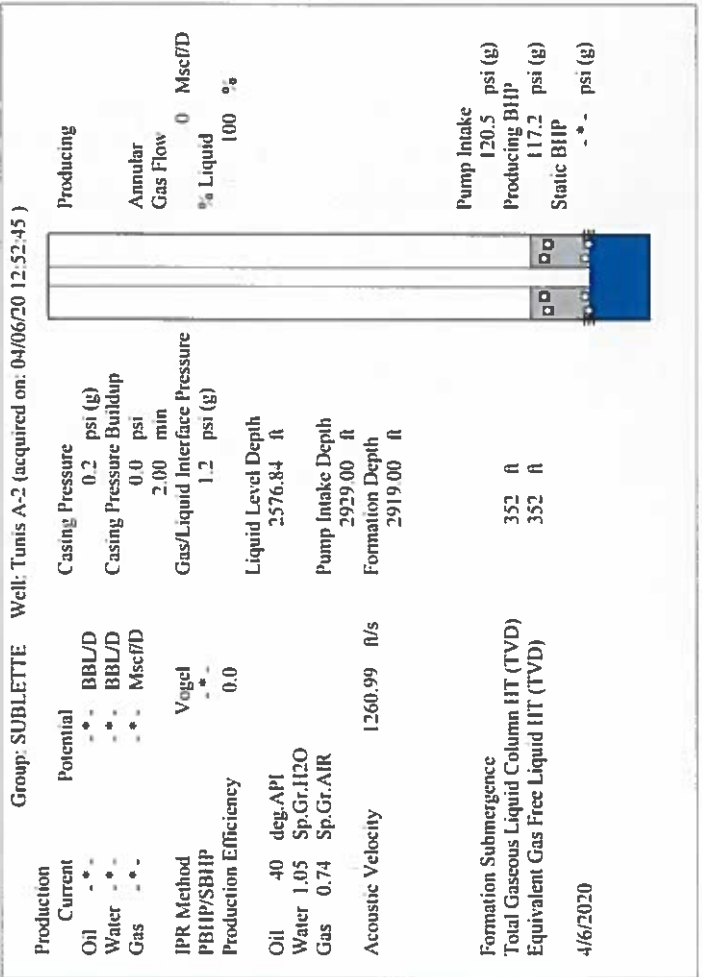 Group: SUBLETTE Well: Tunis A-2 (acquired on: 04/06/20 12:52:45 )
Production
Current Potential
Oil - * - - * - BBL/D
Water - * - - * - BBL/D
Gas - * - - * - Mscf/D
IPR Method Vogel
PBHP/SBHP - * -
Production Efficiency 0.0
Oil 40 deg.API
Water 1.05 Sp.Gr.H2O
Gas 0.74 Sp.Gr.AIR
Acoustic Velocity 1260.99 ft/s
Formation Submergence
Total Gaseous Liquid Column HT (TVD) 352 ft
Equivalent Gas Free Liquid HT (TVD) 352 ft
4/6/2020
Casing Pressure
0.2 psi (g)
Casing Pressure Buildup
0.0 psi
2.00 min
Gas/Liquid Interface Pressure
1.2 psi (g)
Liquid Level Depth
2576.84 ft
Pump Intake Depth
2929.00 ft
Formation Depth
2919.00 ft
Producing
Annular
Gas Flow 0 Mscf/D
% Liquid
100 %
Pump Intake
120.5 psi (g)
Producing BHP
117.2 psi (g)
Static BHP
- * - psi (g)